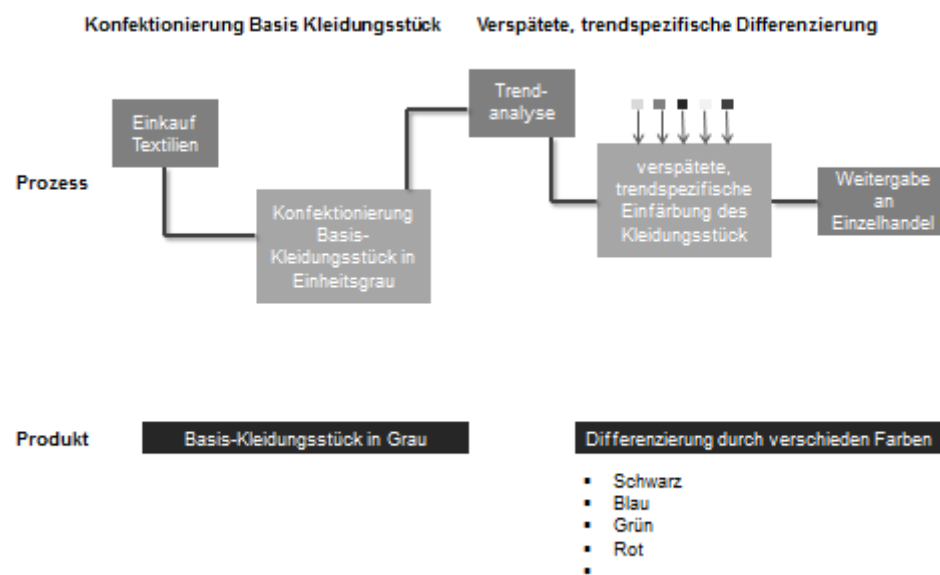 Konfektionierung Basis Kleidungsstück
Verspätete, trendspezifische Differenzierung
Prozess
Einkauf
Textilien
Konfektionierung
Basis-
Kleidungsstück in
Einheitsgrau
Trend-
analyse
verspätete,
trendspezifische
Einfärbung des
Kleidungsstück
Weitergabe
an
Einzelhandel
Produkt
Basis-Kleidungsstück in Grau
Differenzierung durch verschieden Farben
▪ Schwarz
▪ Blau
▪ Grün
▪ Rot
▪